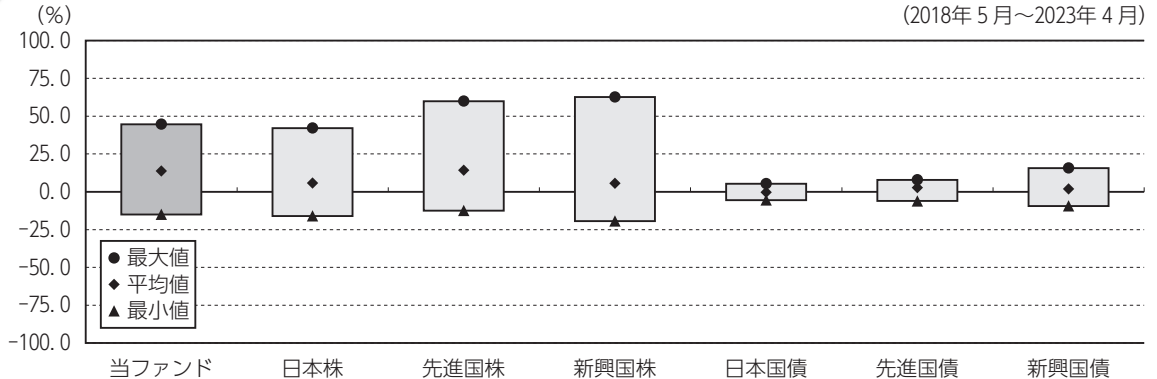 (%)
(2018年5月～2023年4月)
100.0
75.0
50.0
25.0
0.0
-25.0
-50.0
-75.0
-100.0
● 最大値
◆ 平均値
▲ 最小値
当ファンド 日本株 先進国株 新興国株 日本国債 先進国債 新興国債